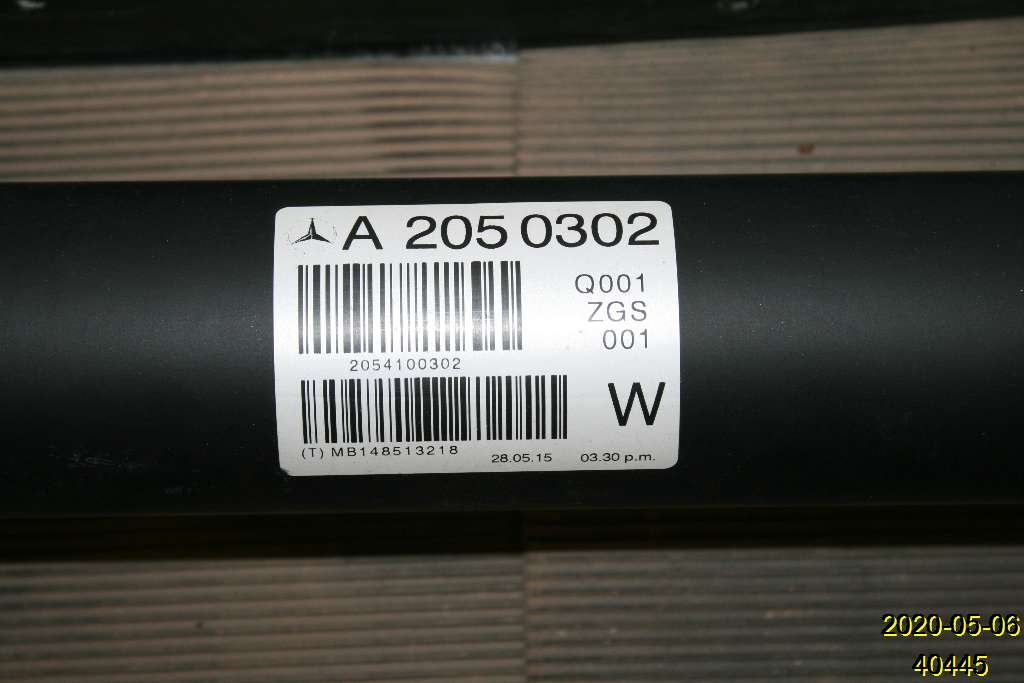 A 205 0302
Q001
ZGS
001
2054100302
W
(T) MB148513218
28.05.15 03.30 p.m.
2020-05-06
40445